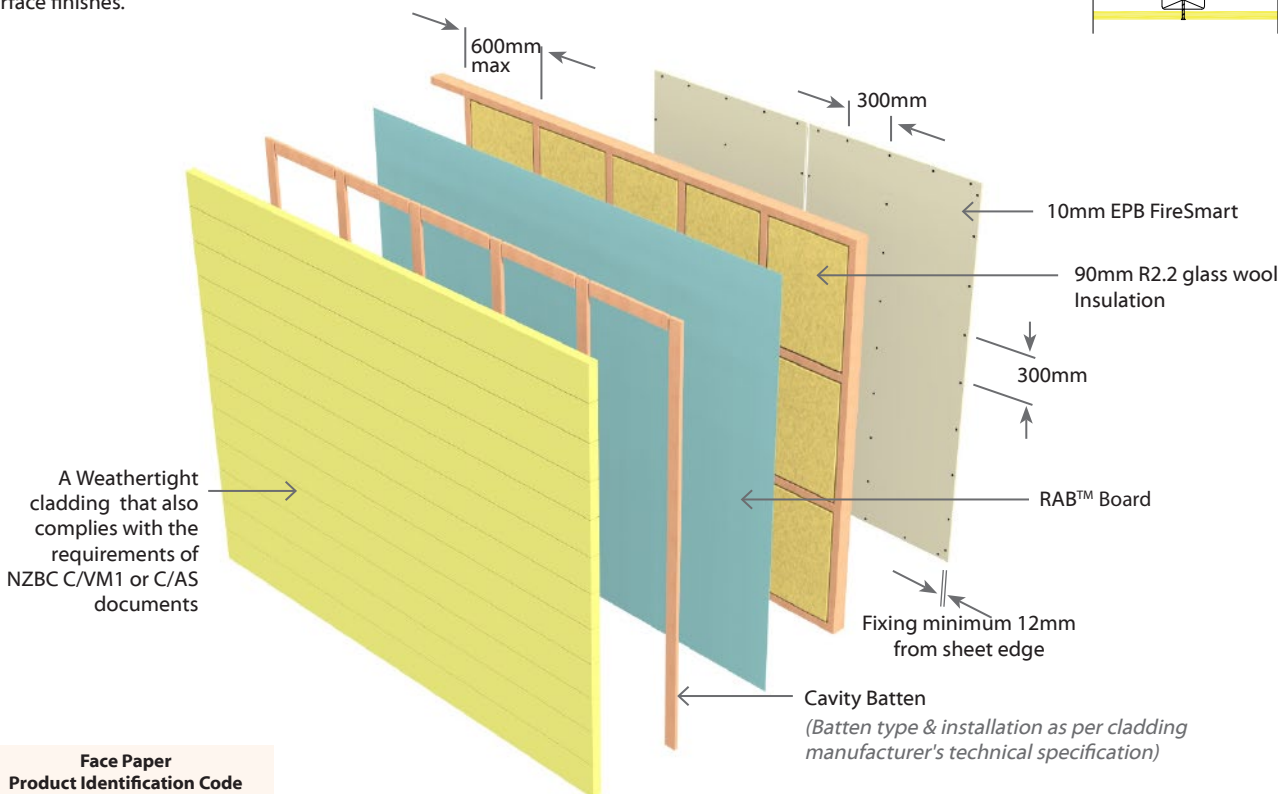 rface finishes.
600mm
max
300mm
10mm EPB FireSmart
90mm R2.2 glass wool
Insulation
300mm
A Weathertight
cladding that also
complies with the
requirements of
NZBC C/VM1 or C/AS
documents
RAB™ Board
Fixing minimum 12mm
from sheet edge
Cavity Batten
(Batten type & installation as per cladding
manufacturer's technical specification)
Face Paper
Product Identification Code